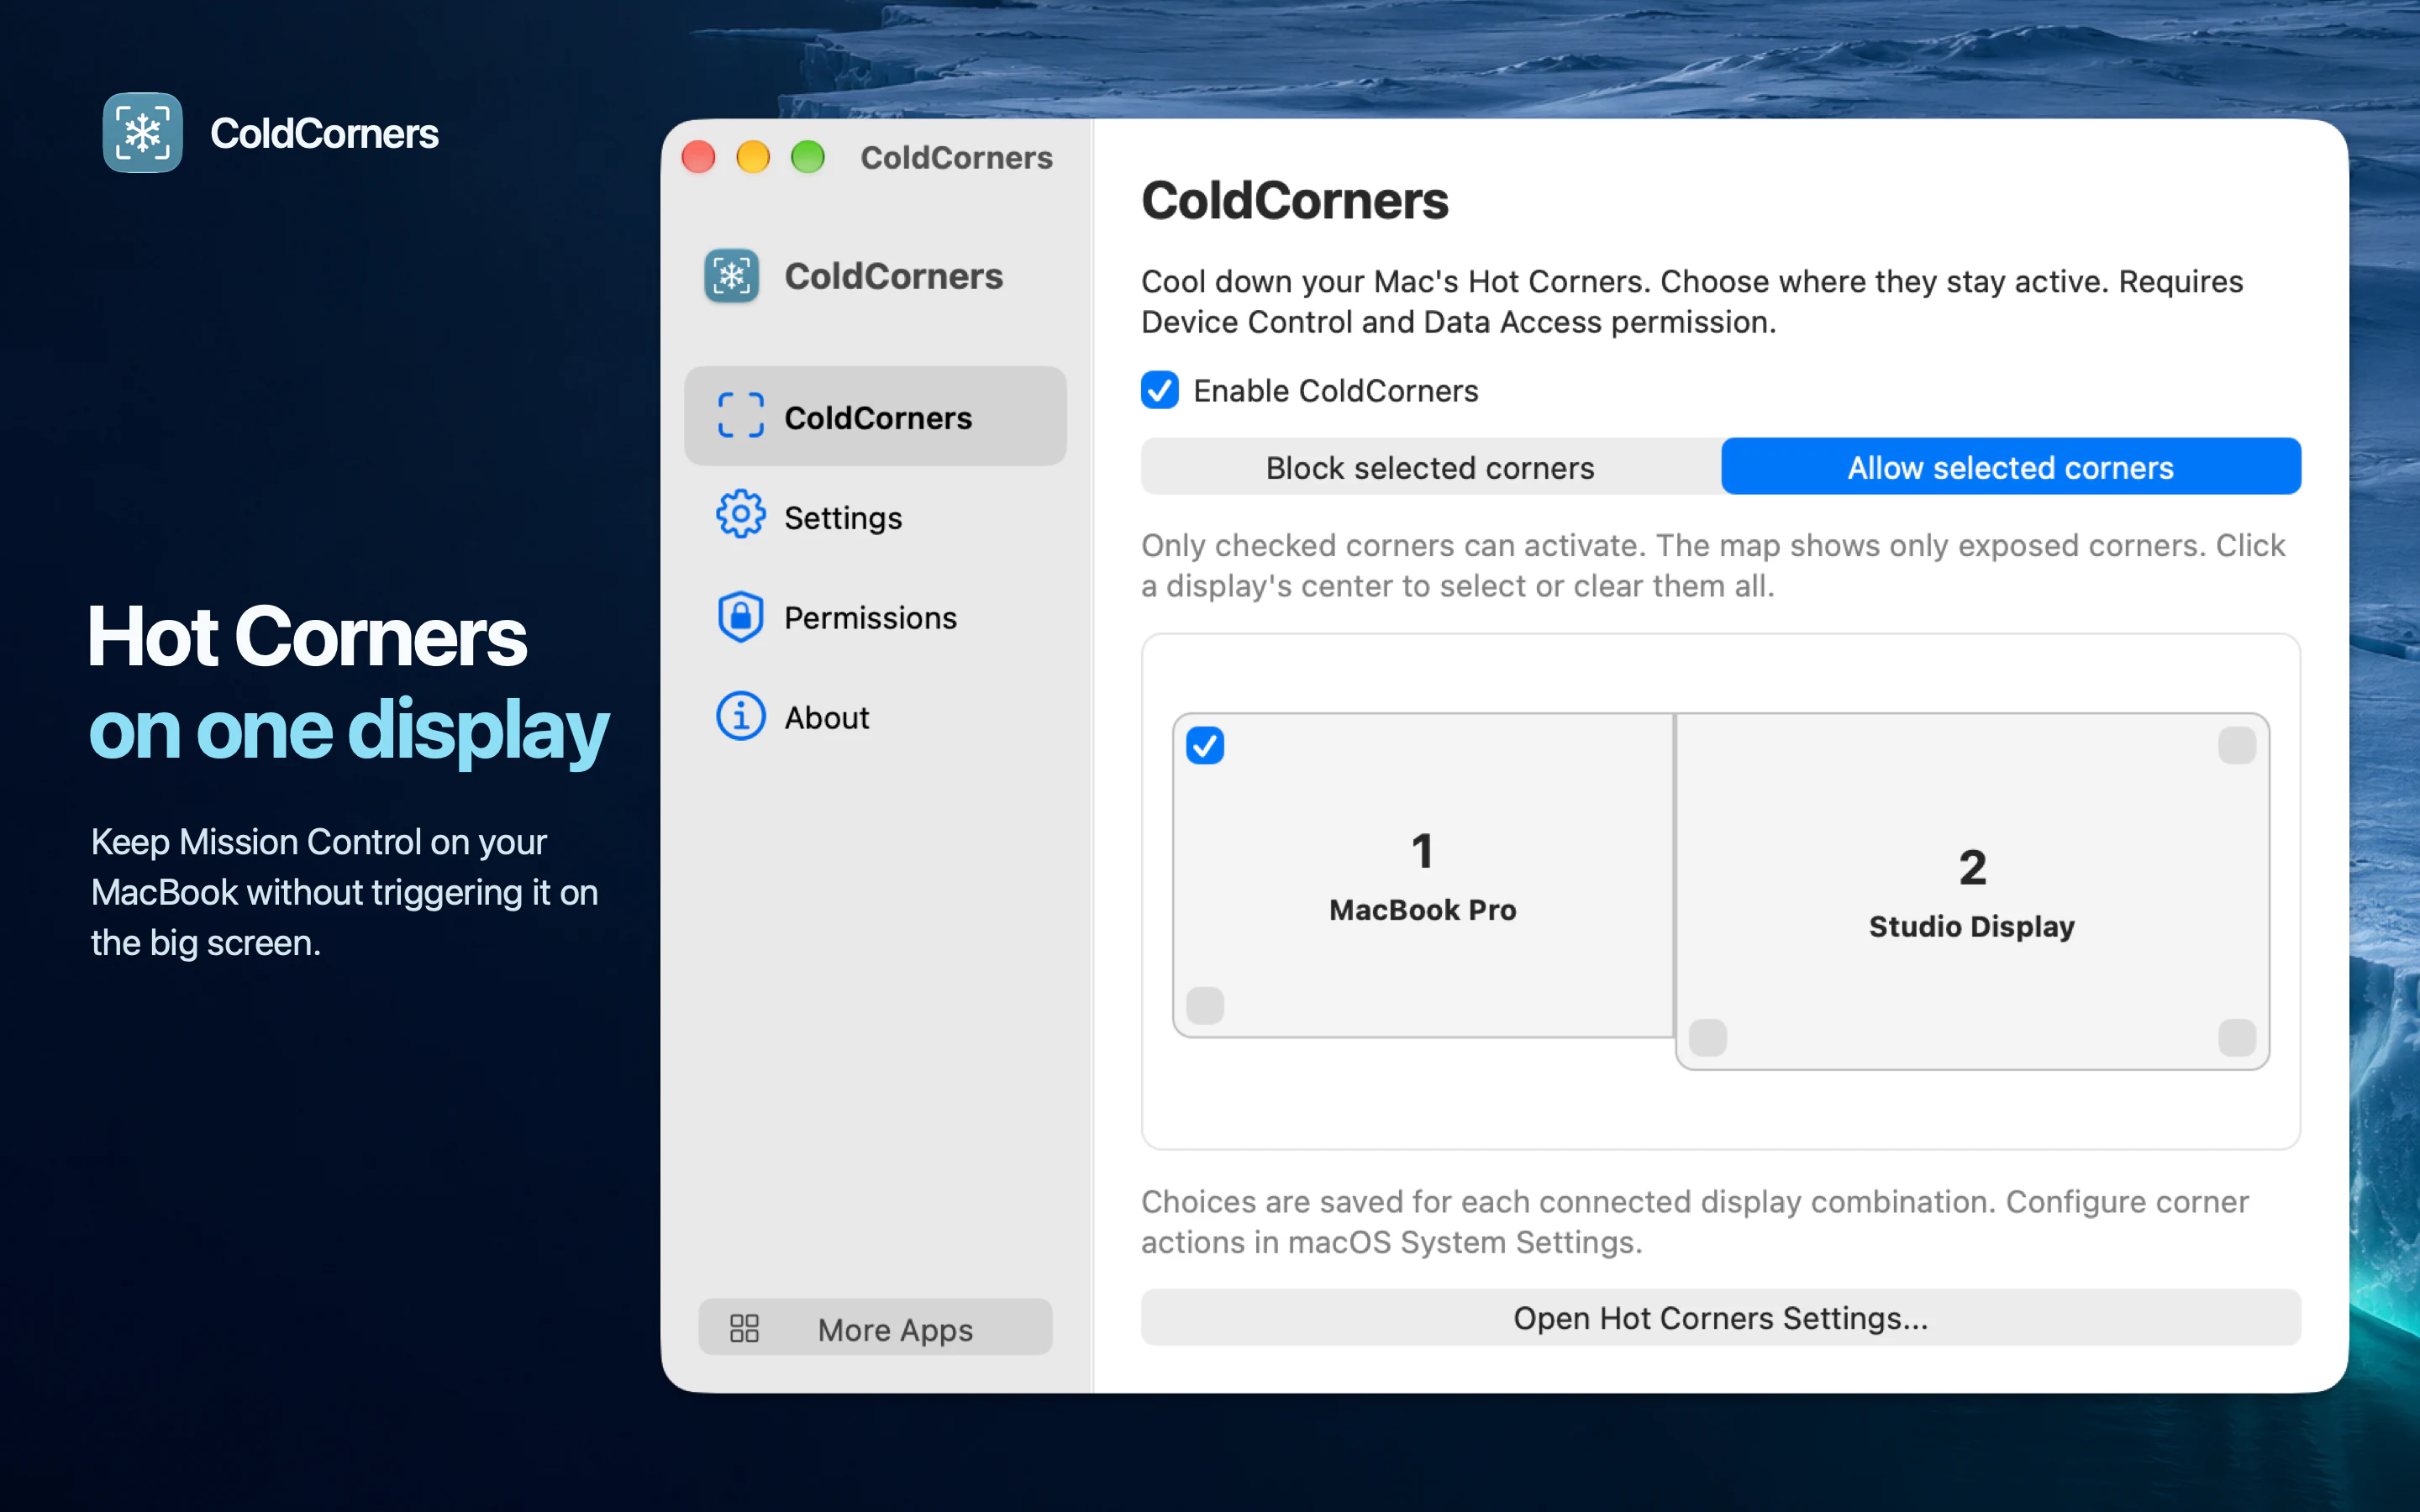 ColdCorners
Hot Corners
on one display
Keep Mission Control on your
MacBook without triggering it on
the big screen.
ColdCorners
ColdCorners
ColdCorners
Settings
Permissions
About
More Apps
ColdCorners
Cool down your Mac's Hot Corners. Choose where they stay active. Requires
Device Control and Data Access permission.
Enable ColdCorners
Block selected corners
Allow selected corners
Only checked corners can activate. The map shows only exposed corners. Click
a display's center to select or clear them all.
1
MacBook Pro
2
Studio Display
Choices are saved for each connected display combination. Configure corner
actions in macOS System Settings.
Open Hot Corners Settings...